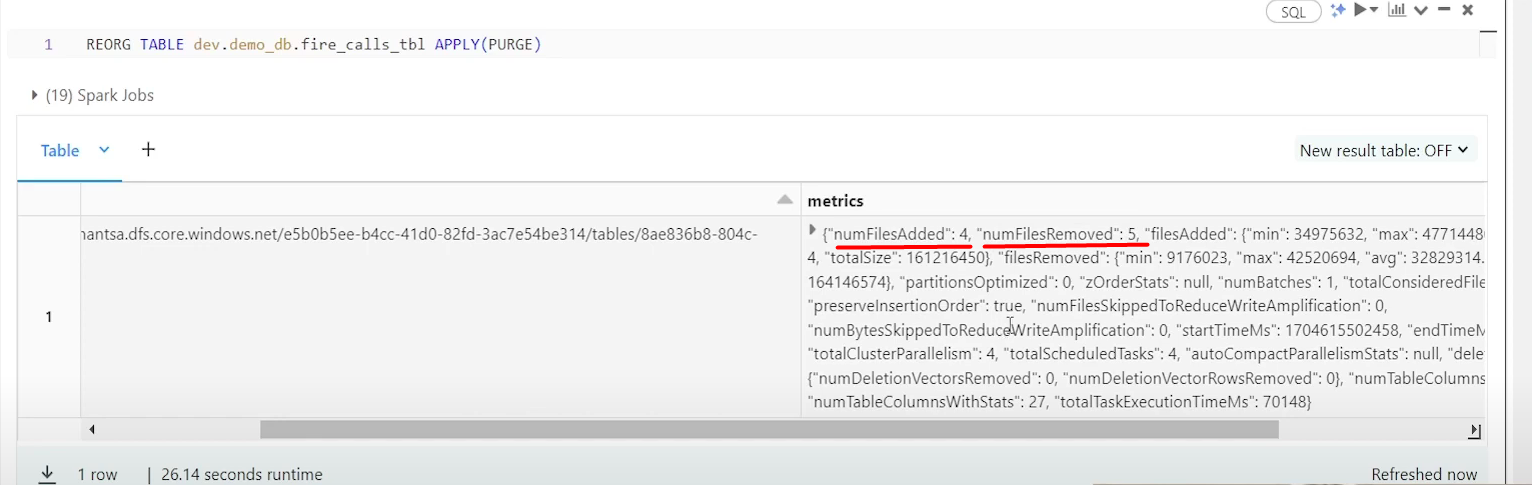 SQL
1 REORG TABLE dev.demo_db.fire_calls_tbl APPLY(PURGE)
(19) Spark Jobs
Table
+
New result table: OFF
metrics
1
hantsa.dfs.core.windows.net/e5b0b5ee-b4cc-41d0-82fd-3ac7e54be314/tables/8ae836b8-804c-
{"numFilesAdded": 4, "numFilesRemoved": 5, "filesAdded": {"min": 34975632, "max": 4771448
4, "totalSize": 161216450}, "filesRemoved": {"min": 9176023, "max": 42520694, "avg": 32829314.
164146574}, "partitionsOptimized": 0, "zOrderStats": null, "numBatches": 1, "totalConsideredFile
"preserveInsertionOrder": true, "numFilesSkippedToReduceWriteAmplification": 0,
"numBytesSkippedToReduceWriteAmplification": 0, "startTimeMs": 1704615502458, "endTimeM
"totalClusterParallelism": 4, "totalScheduledTasks": 4, "autoCompactParallelismStats": null, "dele
{"numDeletionVectorsRemoved": 0, "numDeletionVectorRowsRemoved": 0}, "numTableColumns
"numTableColumnsWithStats": 27, "totalTaskExecutionTimeMs": 70148}
1 row | 26.14 seconds runtime
Refreshed now